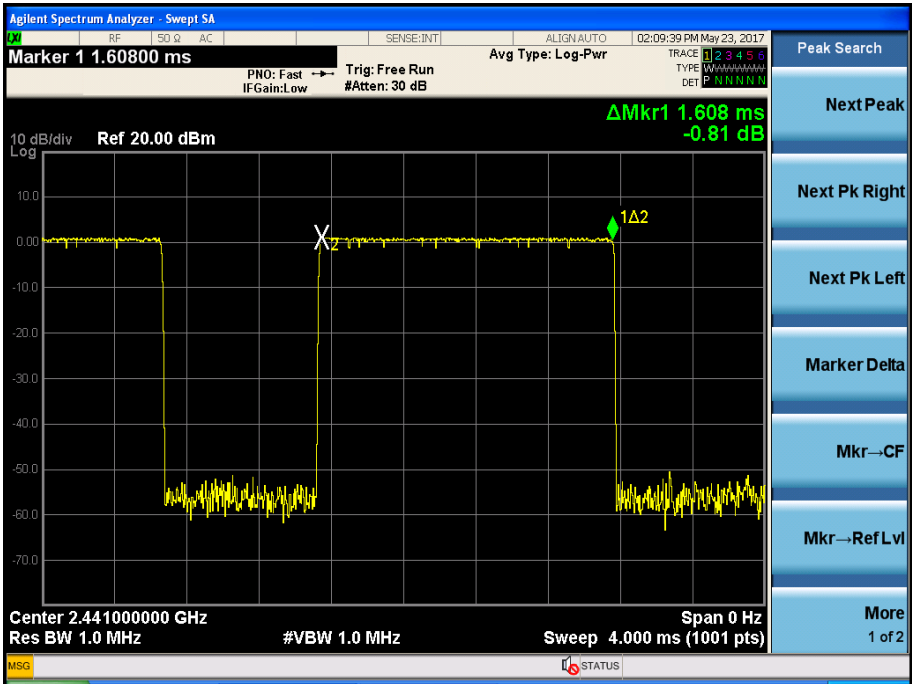 Agilent Spectrum Analyzer - Swept SA
LXI RF 50 Ω AC SENSE:INT ALIGN AUTO 02:09:39 PM May 23, 2017
Marker 1 1.60800 ms
PNO: Fast
IFGain:Low
Trig: Free Run
#Atten: 30 dB
Avg Type: Log-Pwr
TRACE 1 2 3 4 5 6
TYPE WWWWWW
DET P N N N N N
ΔMkr1 1.608 ms
-0.81 dB
10 dB/div Ref 20.00 dBm
Log
10.0
0.00
-10.0
-20.0
-30.0
-40.0
-50.0
-60.0
-70.0
X2
1Δ2
Center 2.441000000 GHz Span 0 Hz
Res BW 1.0 MHz #VBW 1.0 MHz Sweep 4.000 ms (1001 pts)
MSG STATUS
Peak Search
Next Peak
Next Pk Right
Next Pk Left
Marker Delta
Mkr→CF
Mkr→Ref Lvl
More
1 of 2